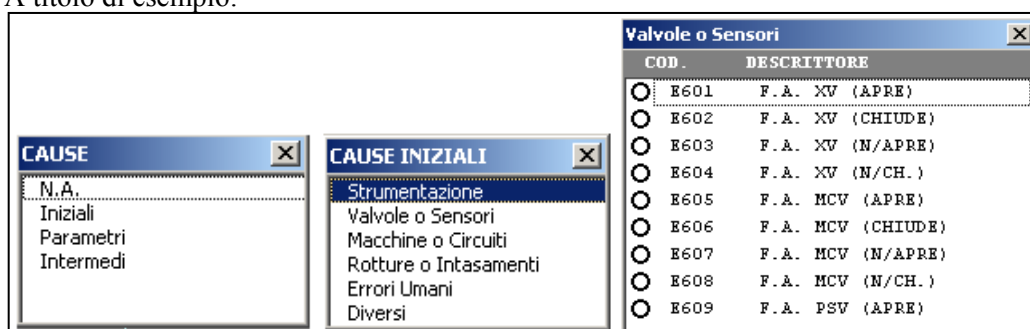 A titolo di esempio:
CAUSE
N.A.
Iniziali
Parametri
Intermedi
CAUSE INIZIALI
Strumentazione
Valvole o Sensori
Macchine o Circuiti
Rotture o Intasamenti
Errori Umani
Diversi
Valvole o Sensori
COD. DESCRITTORE
E601 F.A. XV (APRE)
E602 F.A. XV (CHIUDE)
E603 F.A. XV (N/APRE)
E604 F.A. XV (N/CH.)
E605 F.A. MCV (APRE)
E606 F.A. MCV (CHIUDE)
E607 F.A. MCV (N/APRE)
E608 F.A. MCV (N/CH.)
E609 F.A. PSV (APRE)